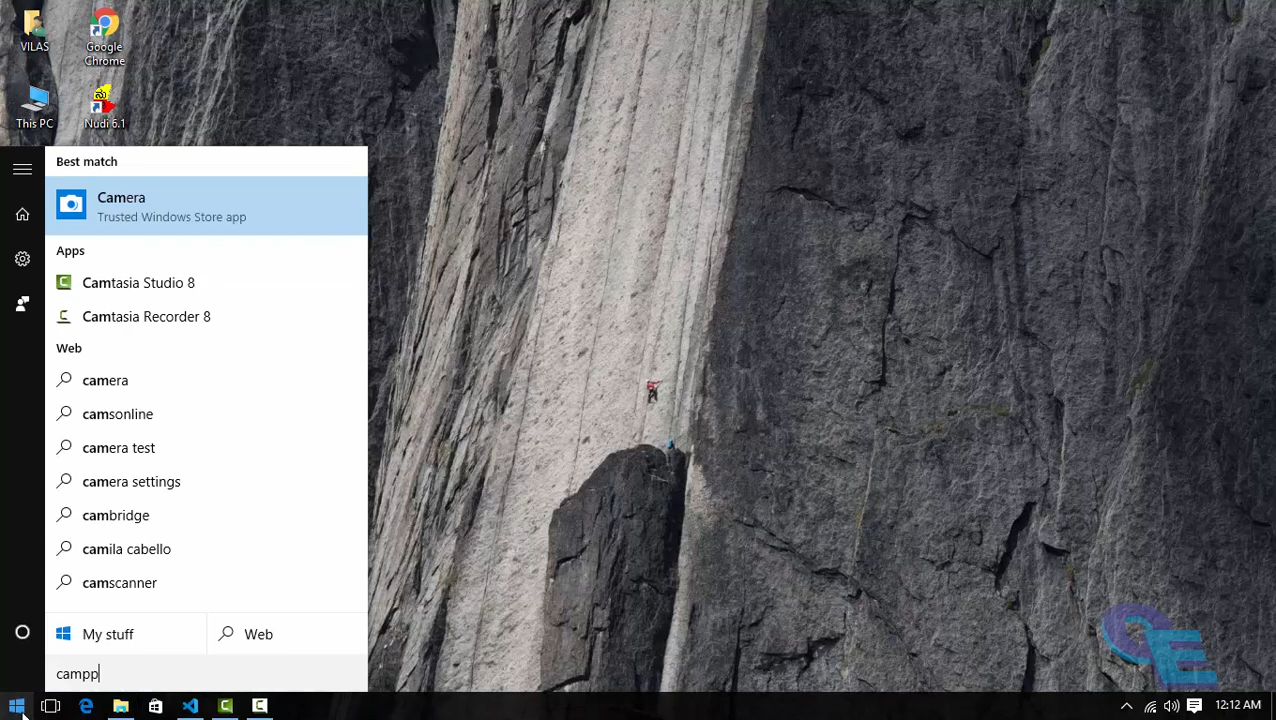 VILAS
Google
Chrome
This PC
Nudi 6.1
Best match
Camera
Trusted Windows Store app
Apps
Camtasia Studio 8
Camtasia Recorder 8
Web
camera
camsonline
camera test
camera settings
cambridge
camila cabello
camscanner
My stuff
Web
campp
12:12 AM